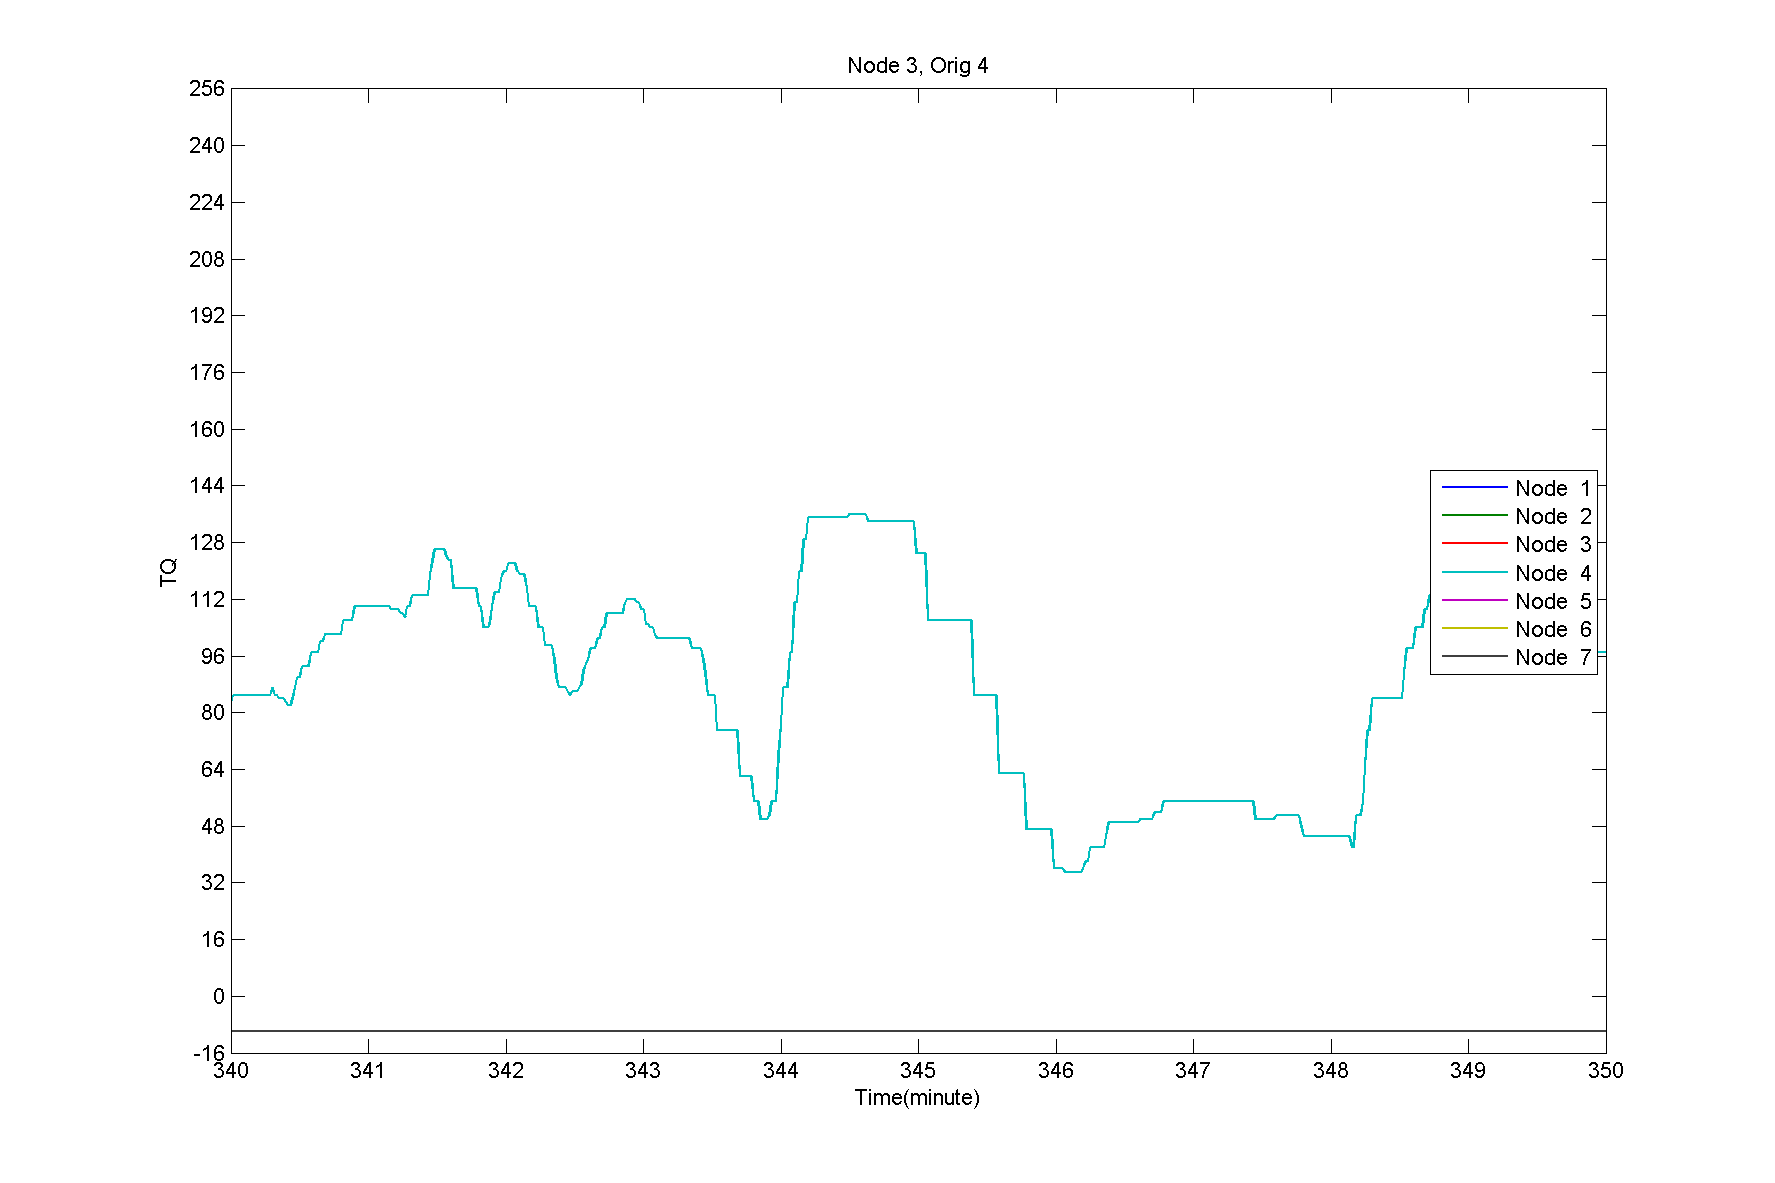 Node 3, Orig 4
256
240
224
208
192
176
160
144
128
112
96
80
64
48
32
16
0
-16
TQ
Node 1
Node 2
Node 3
Node 4
Node 5
Node 6
Node 7
340 341 342 343 344 345 346 347 348 349 350
Time(minute)